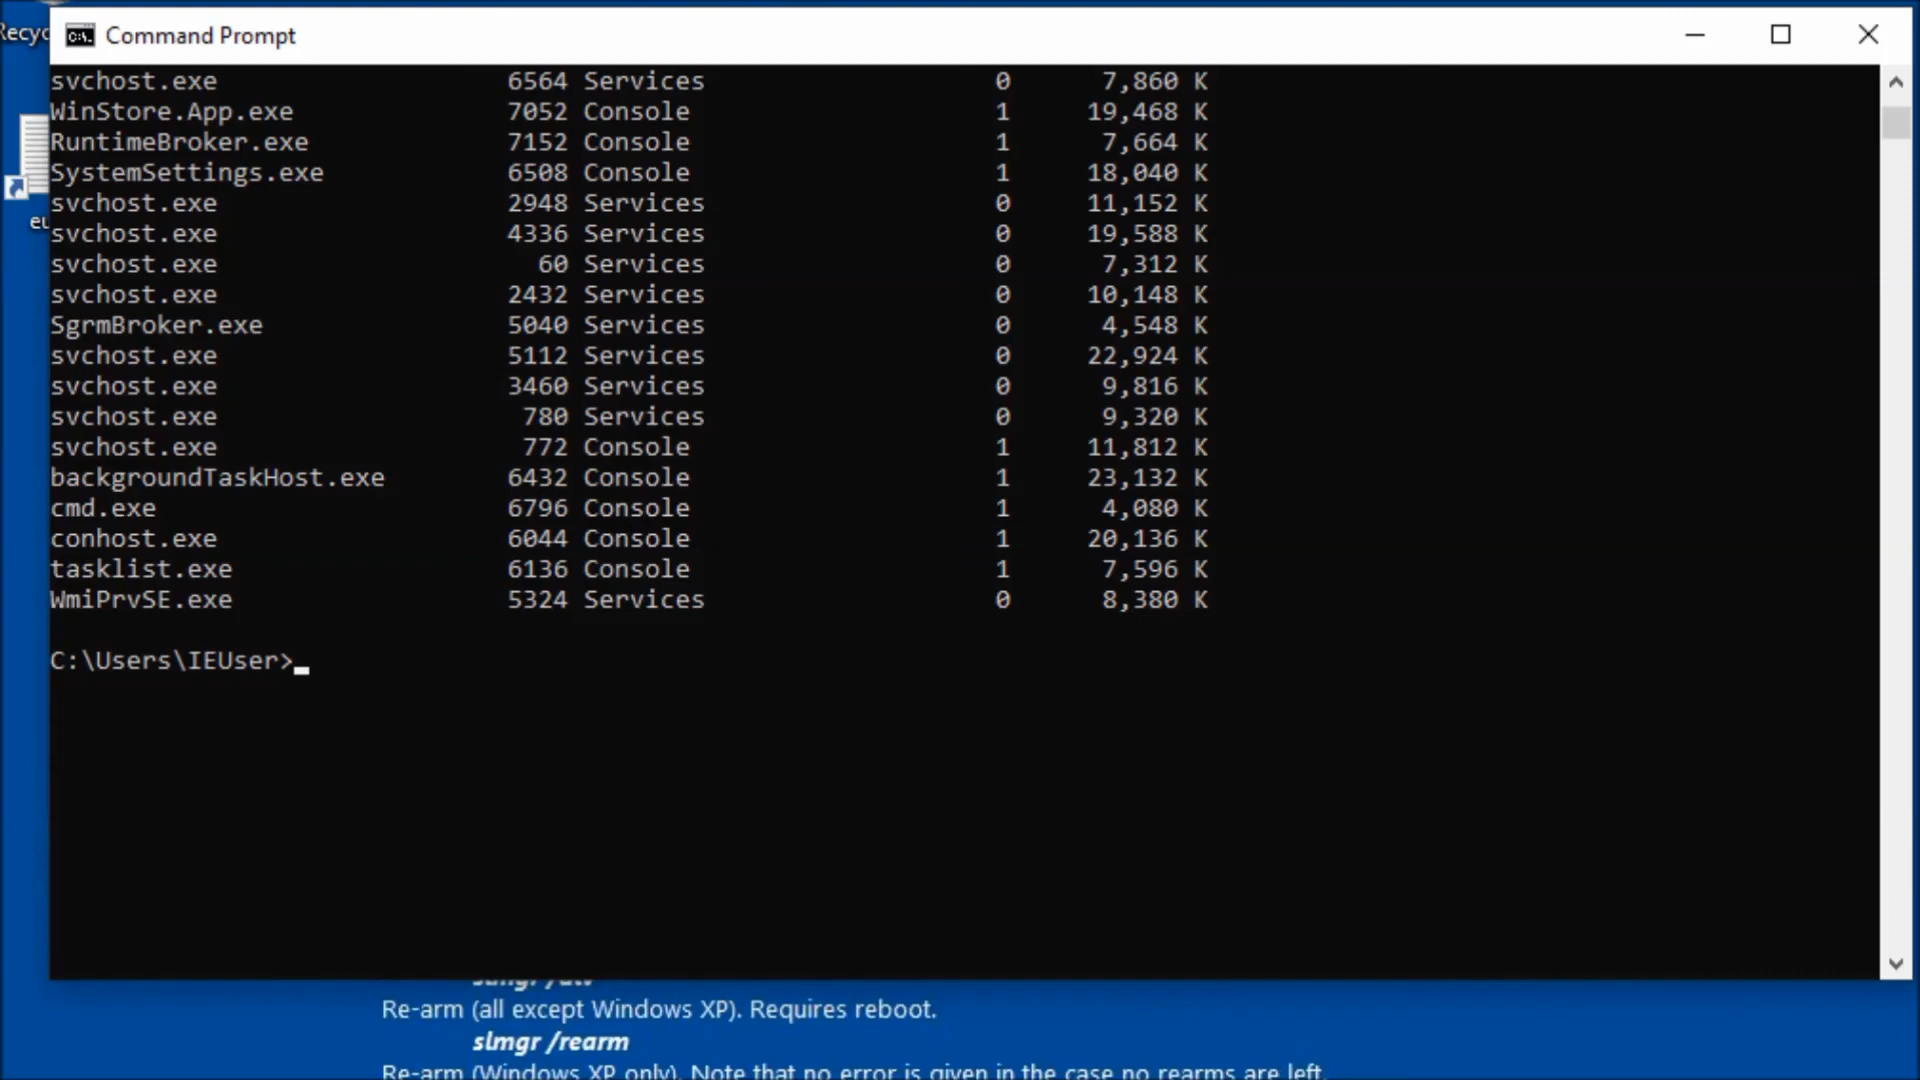 Command Prompt
svchost.exe 6564 Services 0 7,860 K
WinStore.App.exe 7052 Console 1 19,468 K
RuntimeBroker.exe 7152 Console 1 7,664 K
SystemSettings.exe 6508 Console 1 18,040 K
svchost.exe 2948 Services 0 11,152 K
svchost.exe 4336 Services 0 19,588 K
svchost.exe 60 Services 0 7,312 K
svchost.exe 2432 Services 0 10,148 K
SgrmBroker.exe 5040 Services 0 4,548 K
svchost.exe 5112 Services 0 22,924 K
svchost.exe 3460 Services 0 9,816 K
svchost.exe 780 Services 0 9,320 K
svchost.exe 772 Console 1 11,812 K
backgroundTaskHost.exe 6432 Console 1 23,132 K
cmd.exe 6796 Console 1 4,080 K
conhost.exe 6044 Console 1 20,136 K
tasklist.exe 6136 Console 1 7,596 K
WmiPrvSE.exe 5324 Services 0 8,380 K
C:\Users\IEUser>
Re-arm (all except Windows XP). Requires reboot.
slmgr /rearm
Re-arm (Windows XP only). Note that no error is given in the case no rearms are left.